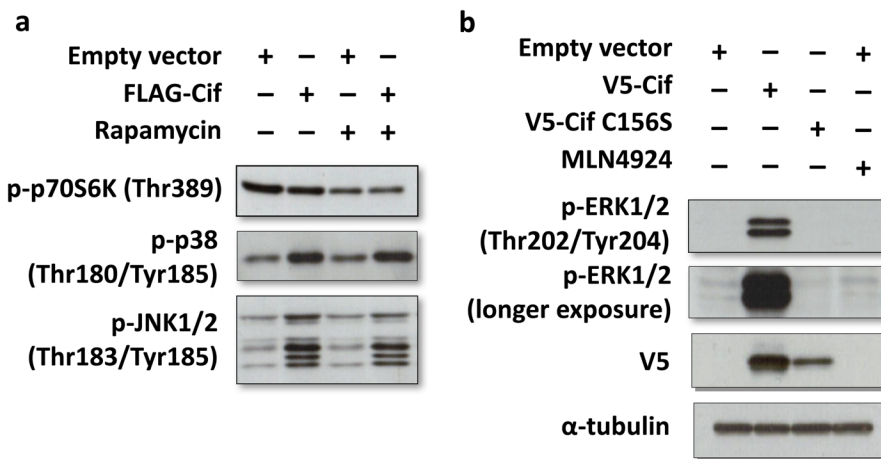 a
Empty vector + − + −
FLAG-Cif − + − +
Rapamycin − − + +
p-p70S6K (Thr389)
p-p38
(Thr180/Tyr185)
p-JNK1/2
(Thr183/Tyr185)
b
Empty vector + − − +
V5-Cif − + − −
V5-Cif C156S − − + −
MLN4924 − − − +
p-ERK1/2
(Thr202/Tyr204)
p-ERK1/2
(longer exposure)
V5
α-tubulin